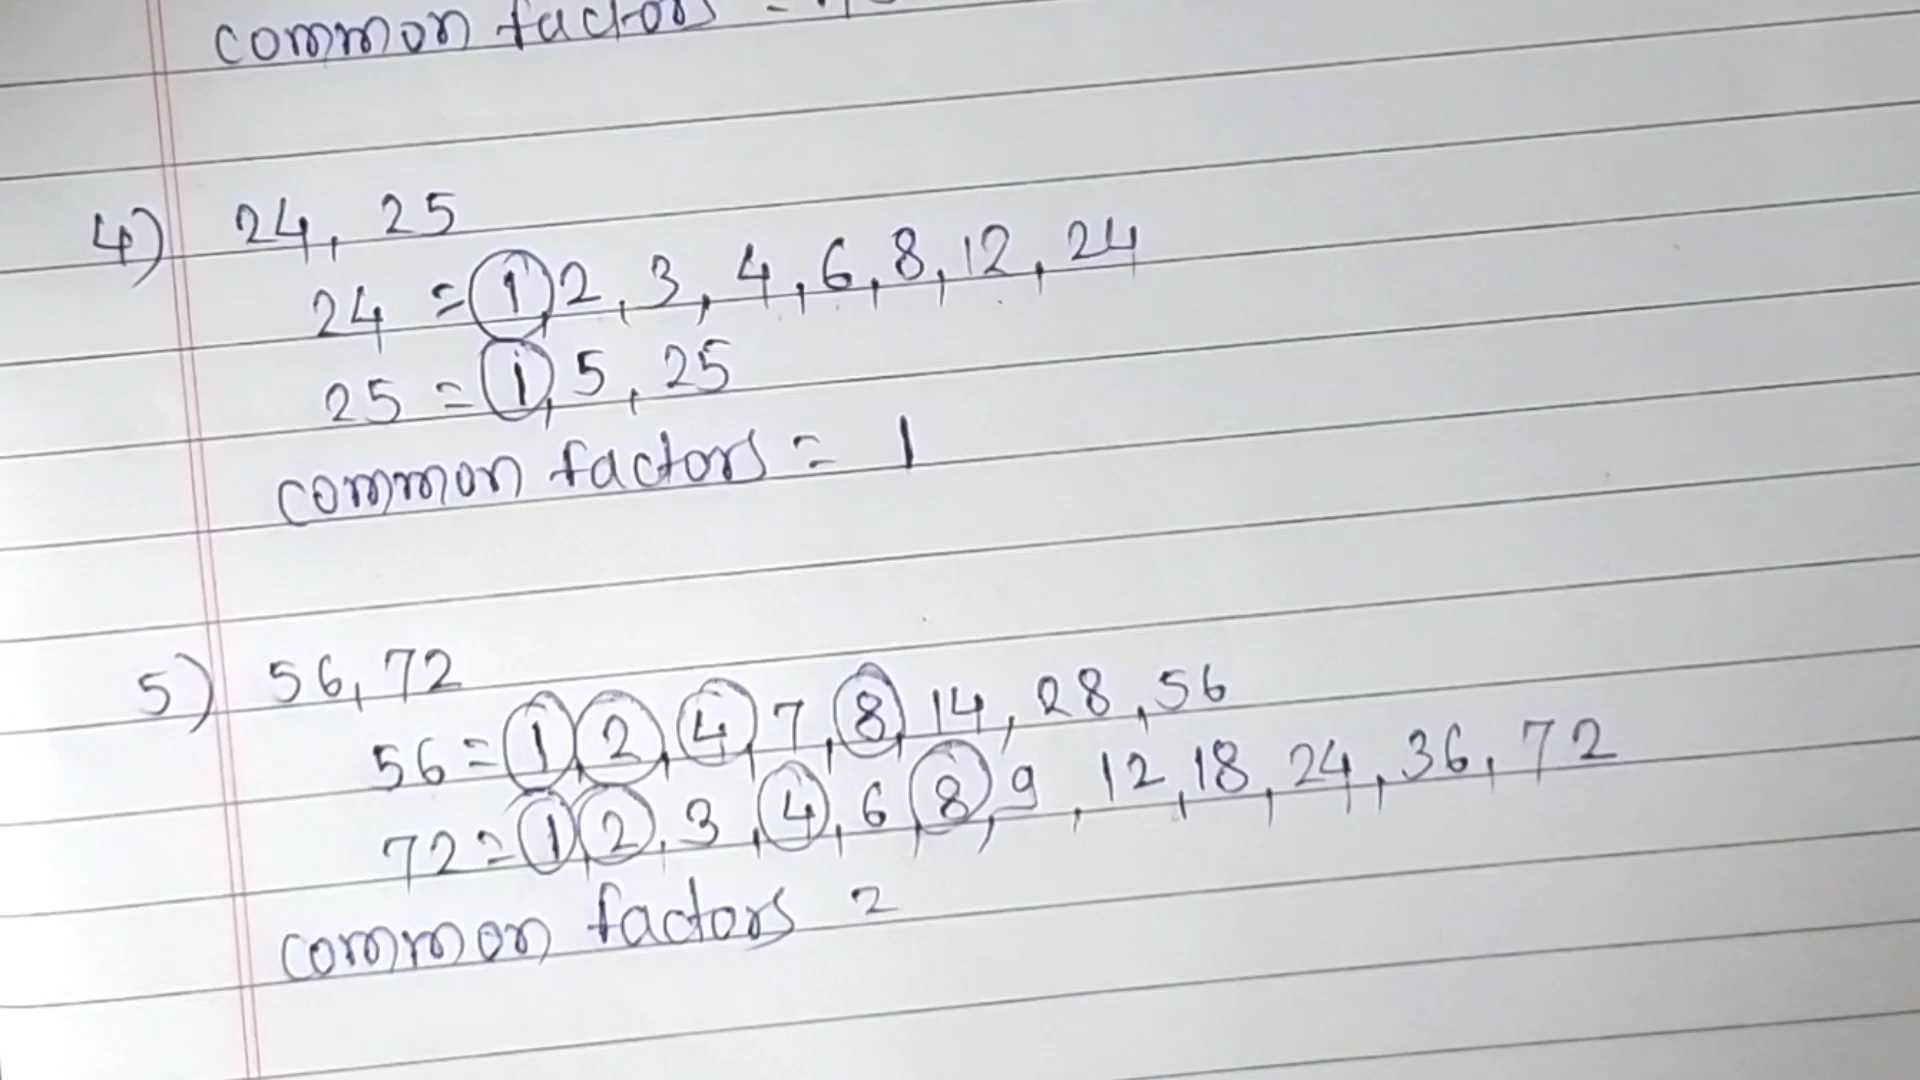 common factors =
4) 24, 25
24 = 1, 2, 3, 4, 6, 8, 12, 24
25 = 1, 5, 25
common factors = 1
5) 56, 72
56 = 1, 2, 4, 7, 8, 14, 28, 56
72 = 1, 2, 3, 4, 6, 8, 9, 12, 18, 24, 36, 72
common factors =